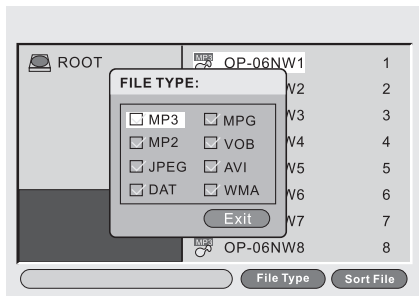 ROOT
MP3 OP-06NW1 1
FILE TYPE:
W2 2
MP3 MPG W3 3
MP2 VOB W4 4
JPEG AVI W5 5
DAT WMA W6 6
Exit W7 7
MP3 OP-06NW8 8
File Type Sort File